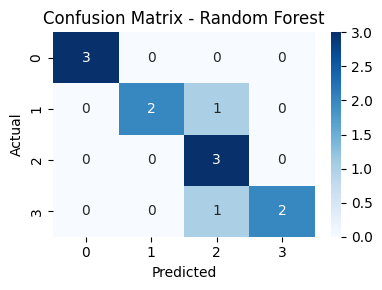 Confusion Matrix - Random Forest
Actual
0 3 0 0 0
1 0 2 1 0
2 0 0 3 0
3 0 0 1 2
0 1 2 3
Predicted
3.0
2.5
2.0
1.5
1.0
0.5
0.0